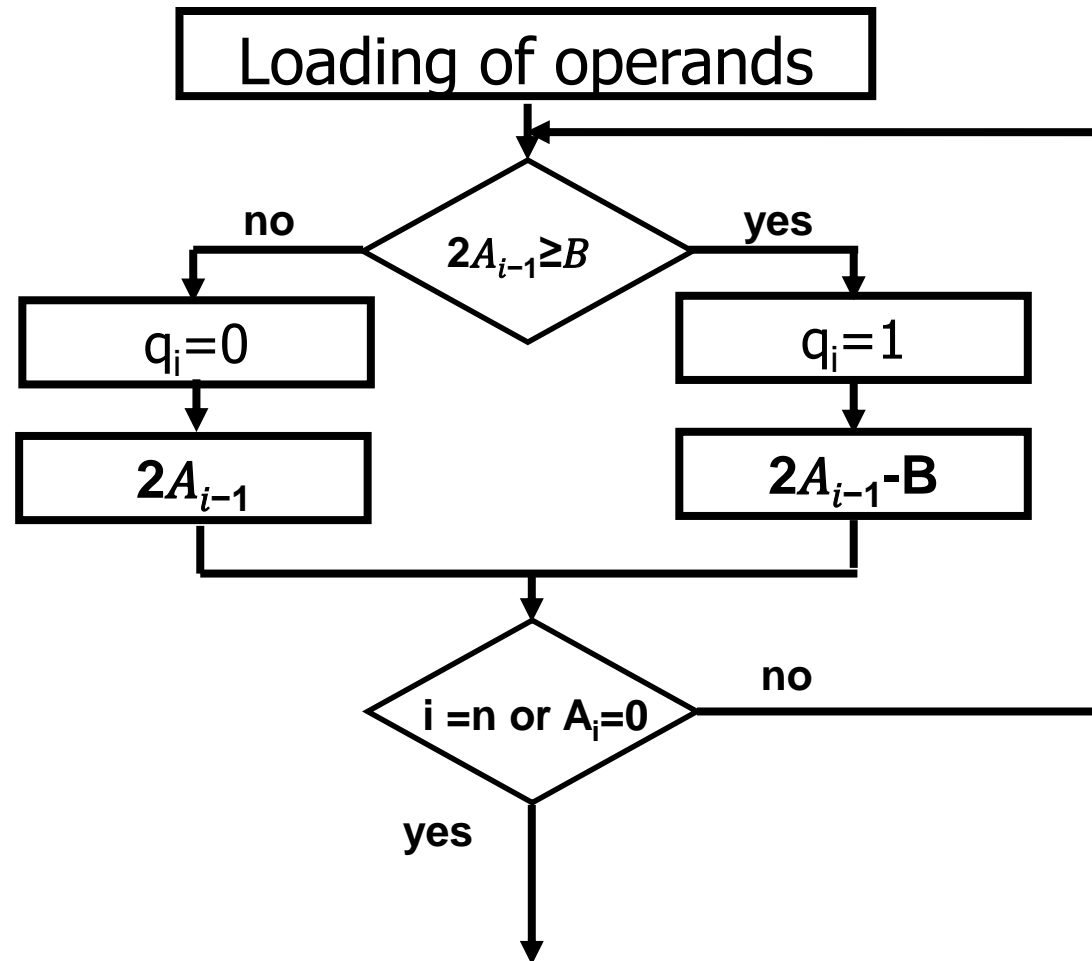 Loading of operands
no
yes
2A_{i−1}≥B
q_i=0
q_i=1
2A_{i−1}
2A_{i−1}-B
no
i =n or A_i=0
yes